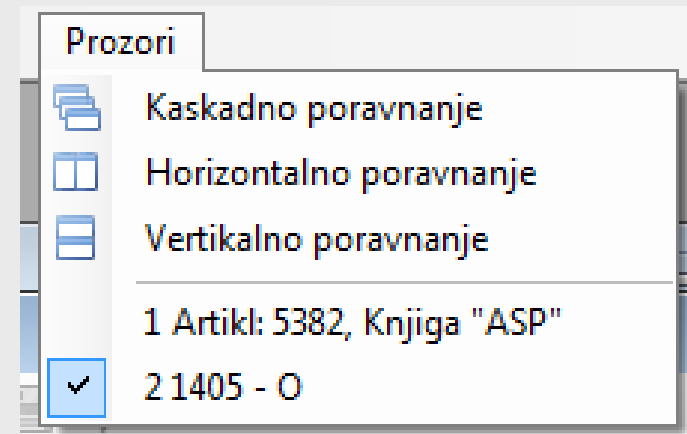 Prozori
Kaskadno poravnanje
Horizontalno poravnanje
Vertikalno poravnanje
1 Artikl: 5382, Knjiga "ASP"
2 1405 - O